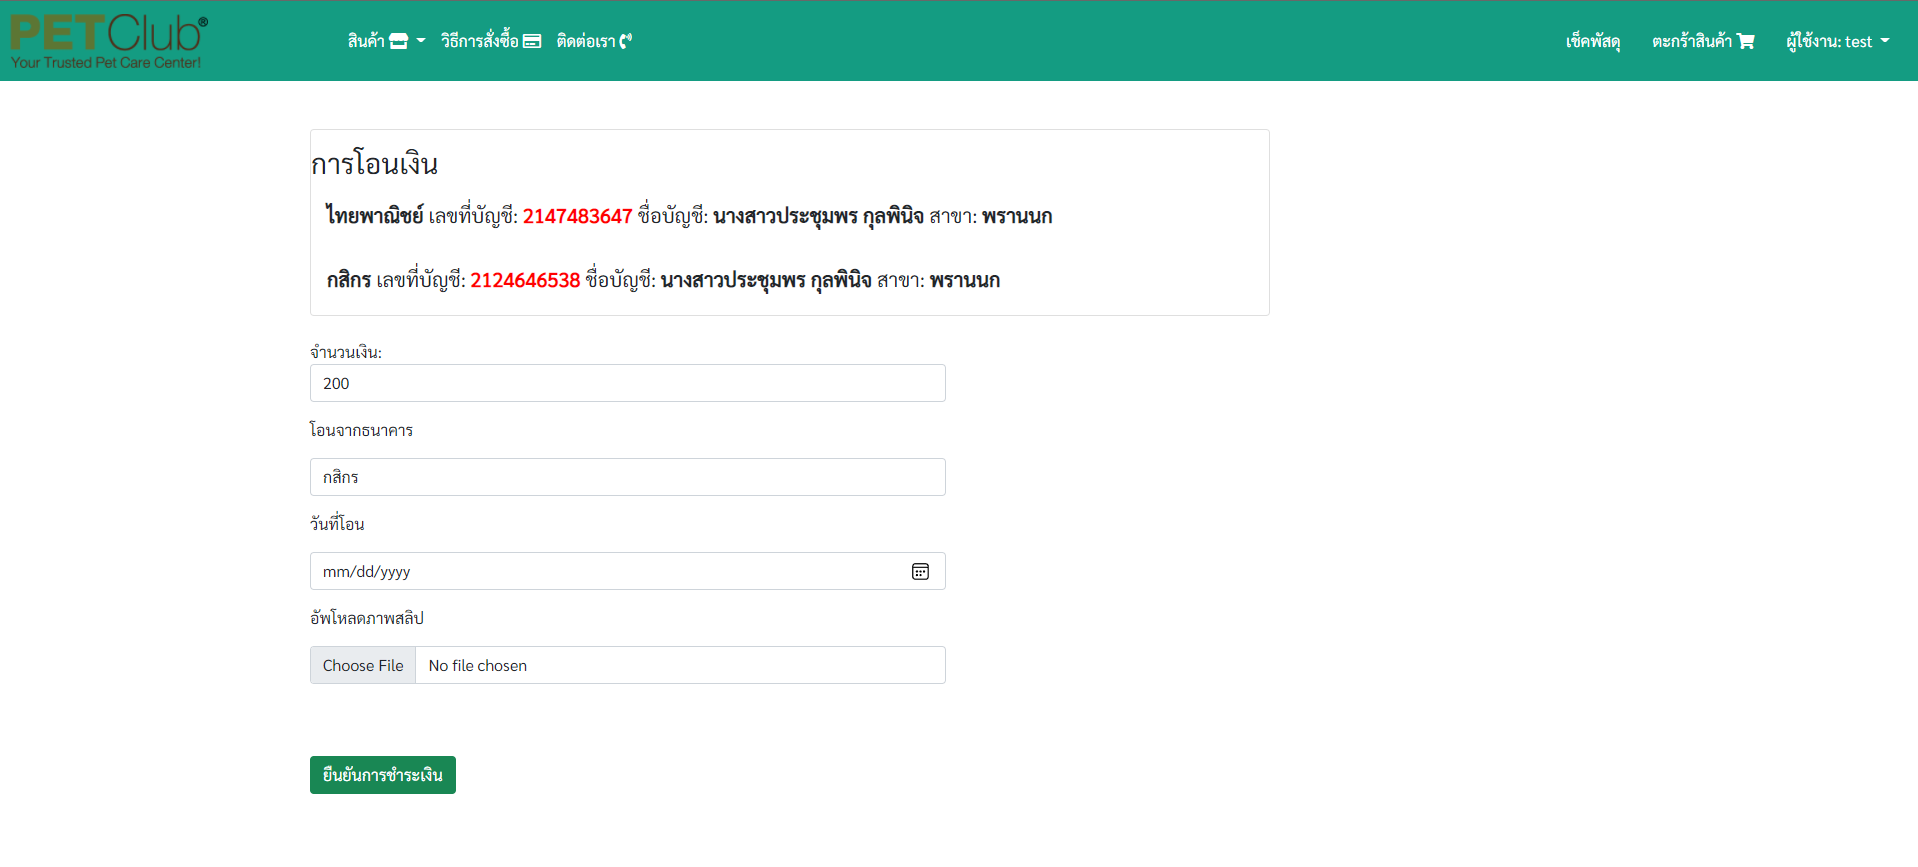 PETClub®
Your Trusted Pet Care Center!
สินค้า วิธีการสั่งซื้อ ติดต่อเรา
เช็คพัสดุ ตะกร้าสินค้า ผู้ใช้งาน: test
การโอนเงิน
ไทยพาณิชย์ เลขที่บัญชี: 2147483647 ชื่อบัญชี: นางสาวประชุมพร กุลพินิจ สาขา: พรานนก
กสิกร เลขที่บัญชี: 2124646538 ชื่อบัญชี: นางสาวประชุมพร กุลพินิจ สาขา: พรานนก
จำนวนเงิน:
200
โอนจากธนาคาร
กสิกร
วันที่โอน
mm/dd/yyyy
อัพโหลดภาพสลิป
Choose File No file chosen
ยืนยันการชำระเงิน